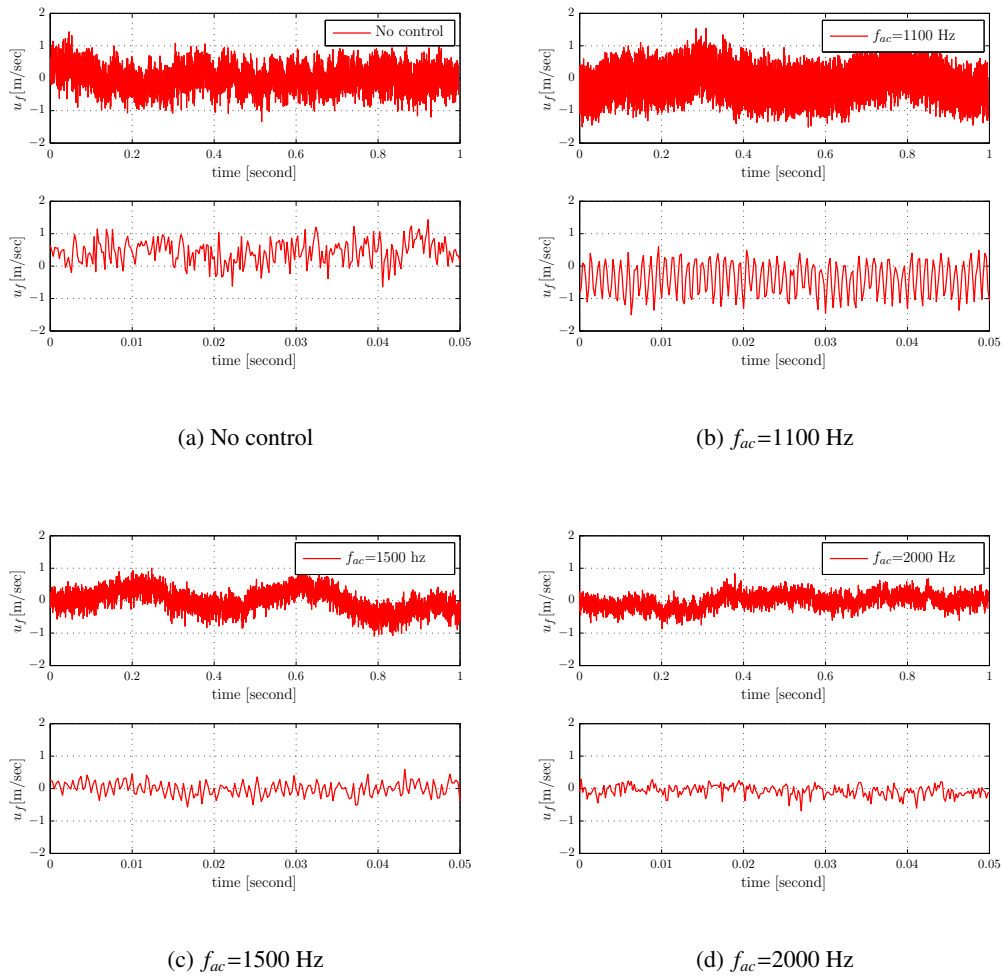 No control
2
1
0
−1
−2
u_f[m/sec]
0 0.2 0.4 0.6 0.8 1
time [second]
2
1
0
−1
−2
u_f[m/sec]
0 0.01 0.02 0.03 0.04 0.05
time [second]
(a) No control
f_ac=1100 Hz
2
1
0
−1
−2
u_f[m/sec]
0 0.2 0.4 0.6 0.8 1
time [second]
2
1
0
−1
−2
u_f[m/sec]
0 0.01 0.02 0.03 0.04 0.05
time [second]
(b) f_ac=1100 Hz
f_ac=1500 hz
2
1
0
−1
−2
u_f[m/sec]
0 0.2 0.4 0.6 0.8 1
time [second]
2
1
0
−1
−2
u_f[m/sec]
0 0.01 0.02 0.03 0.04 0.05
time [second]
(c) f_ac=1500 Hz
f_ac=2000 Hz
2
1
0
−1
−2
u_f[m/sec]
0 0.2 0.4 0.6 0.8 1
time [second]
2
1
0
−1
−2
u_f[m/sec]
0 0.01 0.02 0.03 0.04 0.05
time [second]
(d) f_ac=2000 Hz